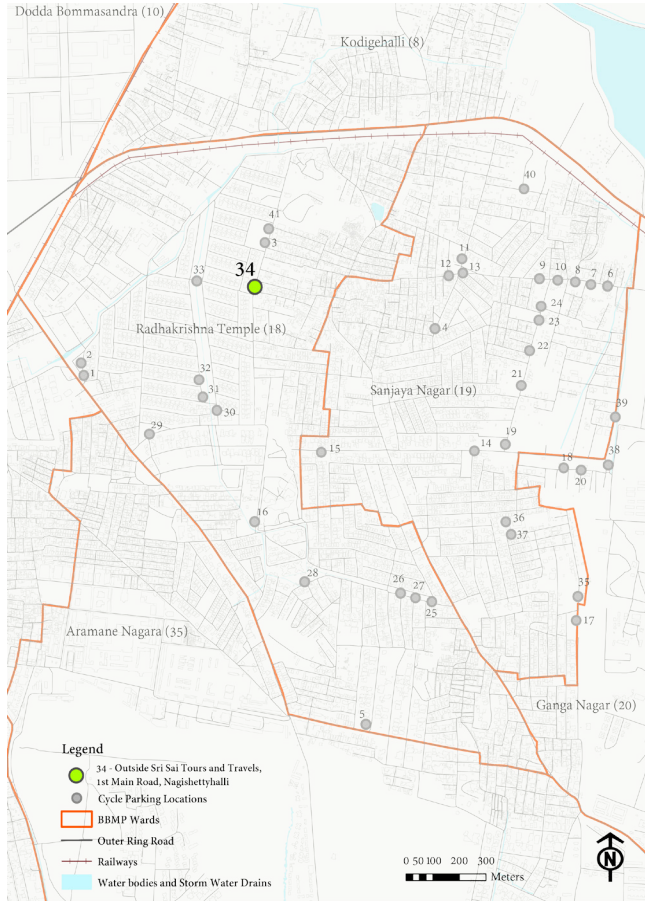 Dodda Bommasandra (10)
Kodigehalli (8)
40
41
3
11
33
34
12
13
9
10
8
7
6
24
Radhakrishna Temple (18)
4
23
22
2
1
32
21
Sanjaya Nagar (19)
31
30
39
29
19
15
14
18
38
20
16
36
37
28
26
27
25
35
17
Aramane Nagara (35)
Ganga Nagar (20)
5
Legend
34 - Outside Sri Sai Tours and Travels,
1st Main Road, Nagishettyhalli
Cycle Parking Locations
BBMP Wards
Outer Ring Road
Railways
Water bodies and Storm Water Drains
0 50 100 200 300
Meters
N